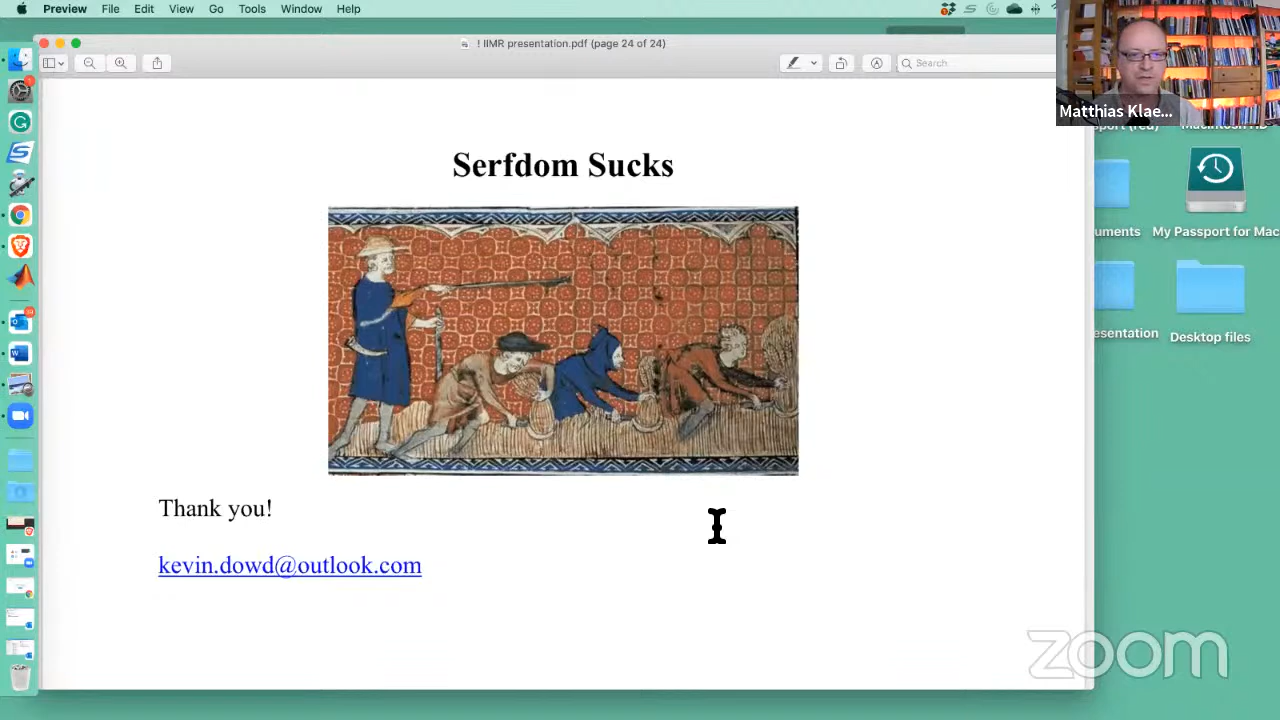 Preview File Edit View Go Tools Window Help
! IIMR presentation.pdf (page 24 of 24)
Search
Matthias Klae...
Serfdom Sucks
uments
My Passport for Mac
esentation
Desktop files
Thank you!
kevin.dowd@outlook.com
zoom